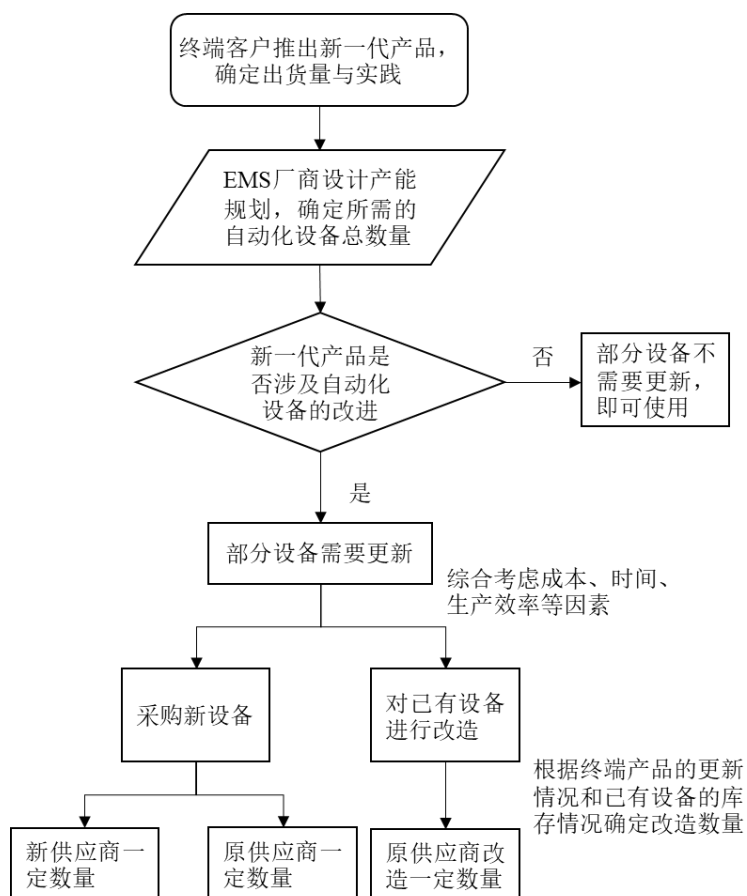 终端客户推出新一代产品，
确定出货量与实践
EMS厂商设计产能
规划，确定所需的
自动化设备总数量
新一代产品是
否涉及自动化
设备的改进
否
部分设备不
需要更新，
即可使用
是
部分设备需要更新
综合考虑成本、时间、
生产效率等因素
采购新设备
对已有设备
进行改造
根据终端产品的更新
情况和已有设备的库
存情况确定改造数量
新供应商一
定数量
原供应商一
定数量
原供应商改
造一定数量